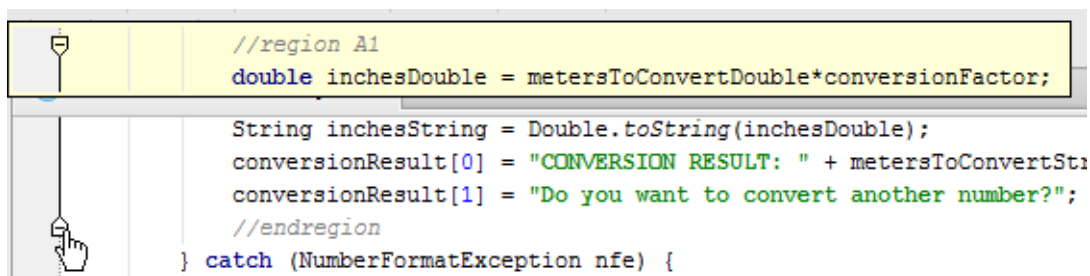 //region A1
double inchesDouble = metersToConvertDouble*conversionFactor;
String inchesString = Double.toString(inchesDouble);
conversionResult[0] = "CONVERSION RESULT: " + metersToConvertStr
conversionResult[1] = "Do you want to convert another number?";
//endregion
} catch (NumberFormatException nfe) {